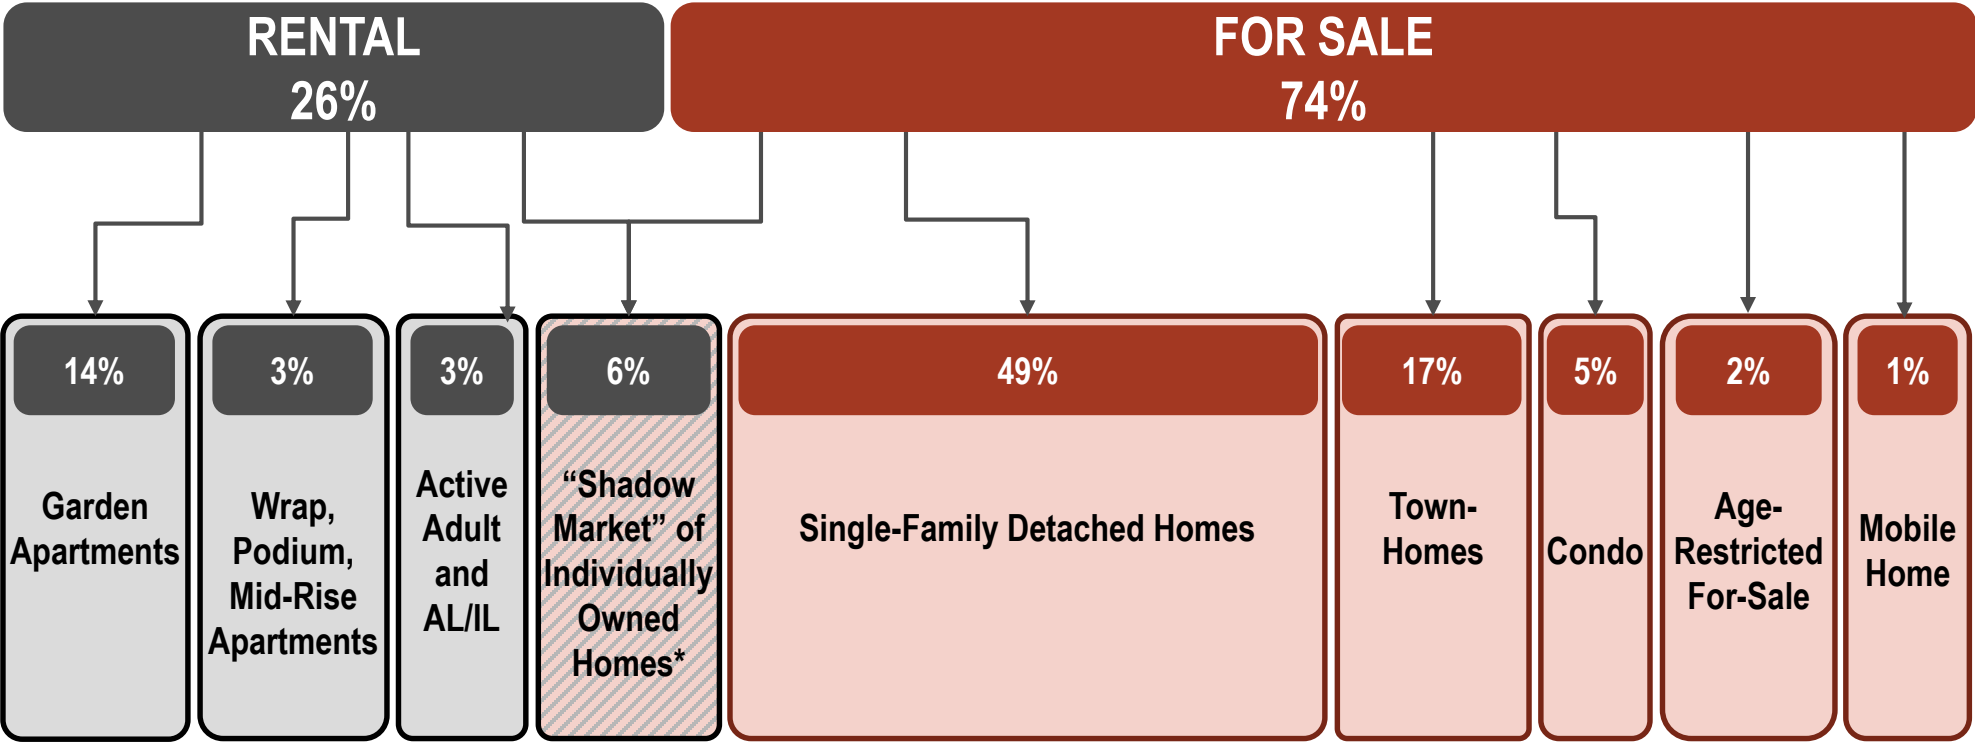 RENTAL
26%
FOR SALE
74%
14%
Garden
Apartments
3%
Wrap,
Podium,
Mid-Rise
Apartments
3%
Active
Adult
and
AL/IL
6%
“Shadow
Market” of
Individually
Owned
Homes*
49%
Single-Family Detached Homes
17%
Town-
Homes
5%
Condo
2%
Age-
Restricted
For-Sale
1%
Mobile
Home